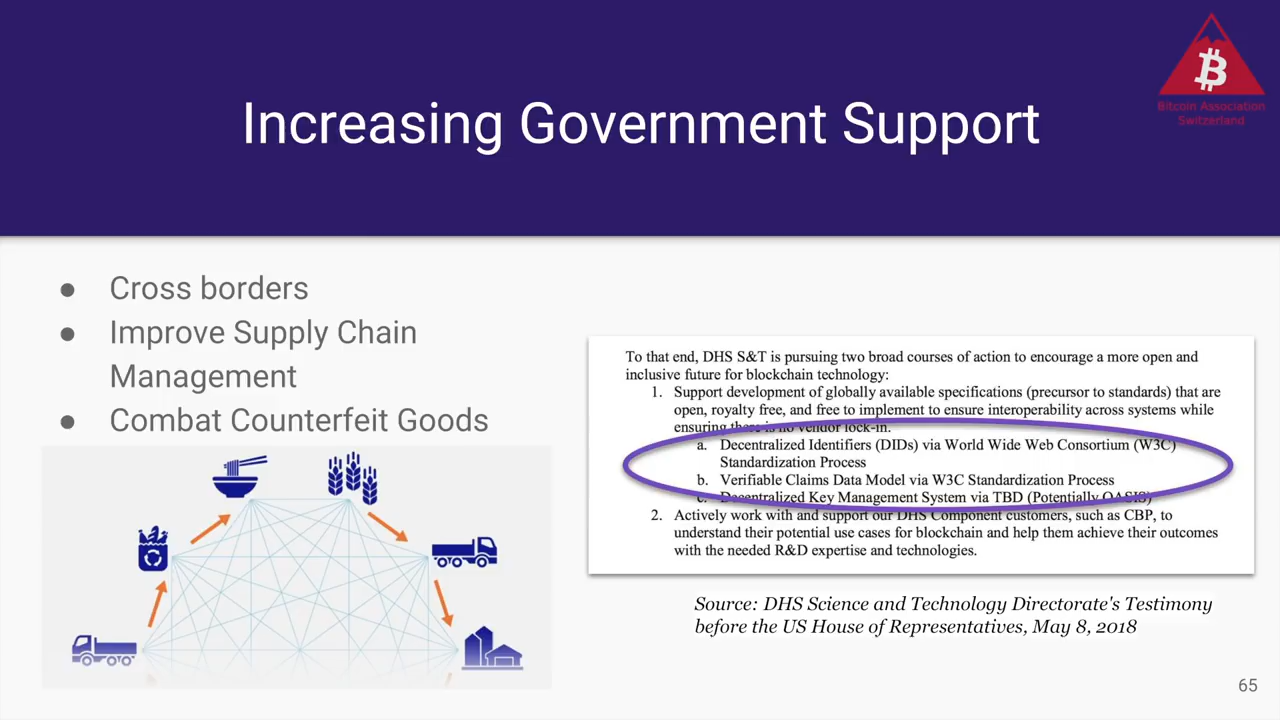 Bitcoin Association
Switzerland
Increasing Government Support
● Cross borders
● Improve Supply Chain
Management
● Combat Counterfeit Goods
To that end, DHS S&T is pursuing two broad courses of action to encourage a more open and
inclusive future for blockchain technology:
1. Support development of globally available specifications (precursor to standards) that are
open, royalty free, and free to implement to ensure interoperability across systems while
ensuring there is no vendor lock-in.
a. Decentralized Identifiers (DIDs) via World Wide Web Consortium (W3C)
Standardization Process
b. Verifiable Claims Data Model via W3C Standardization Process
c. Decentralized Key Management System via TBD (Potentially OASIS)
2. Actively work with and support our DHS Component customers, such as CBP, to
understand their potential use cases for blockchain and help them achieve their outcomes
with the needed R&D expertise and technologies.
Source: DHS Science and Technology Directorate's Testimony
before the US House of Representatives, May 8, 2018
65